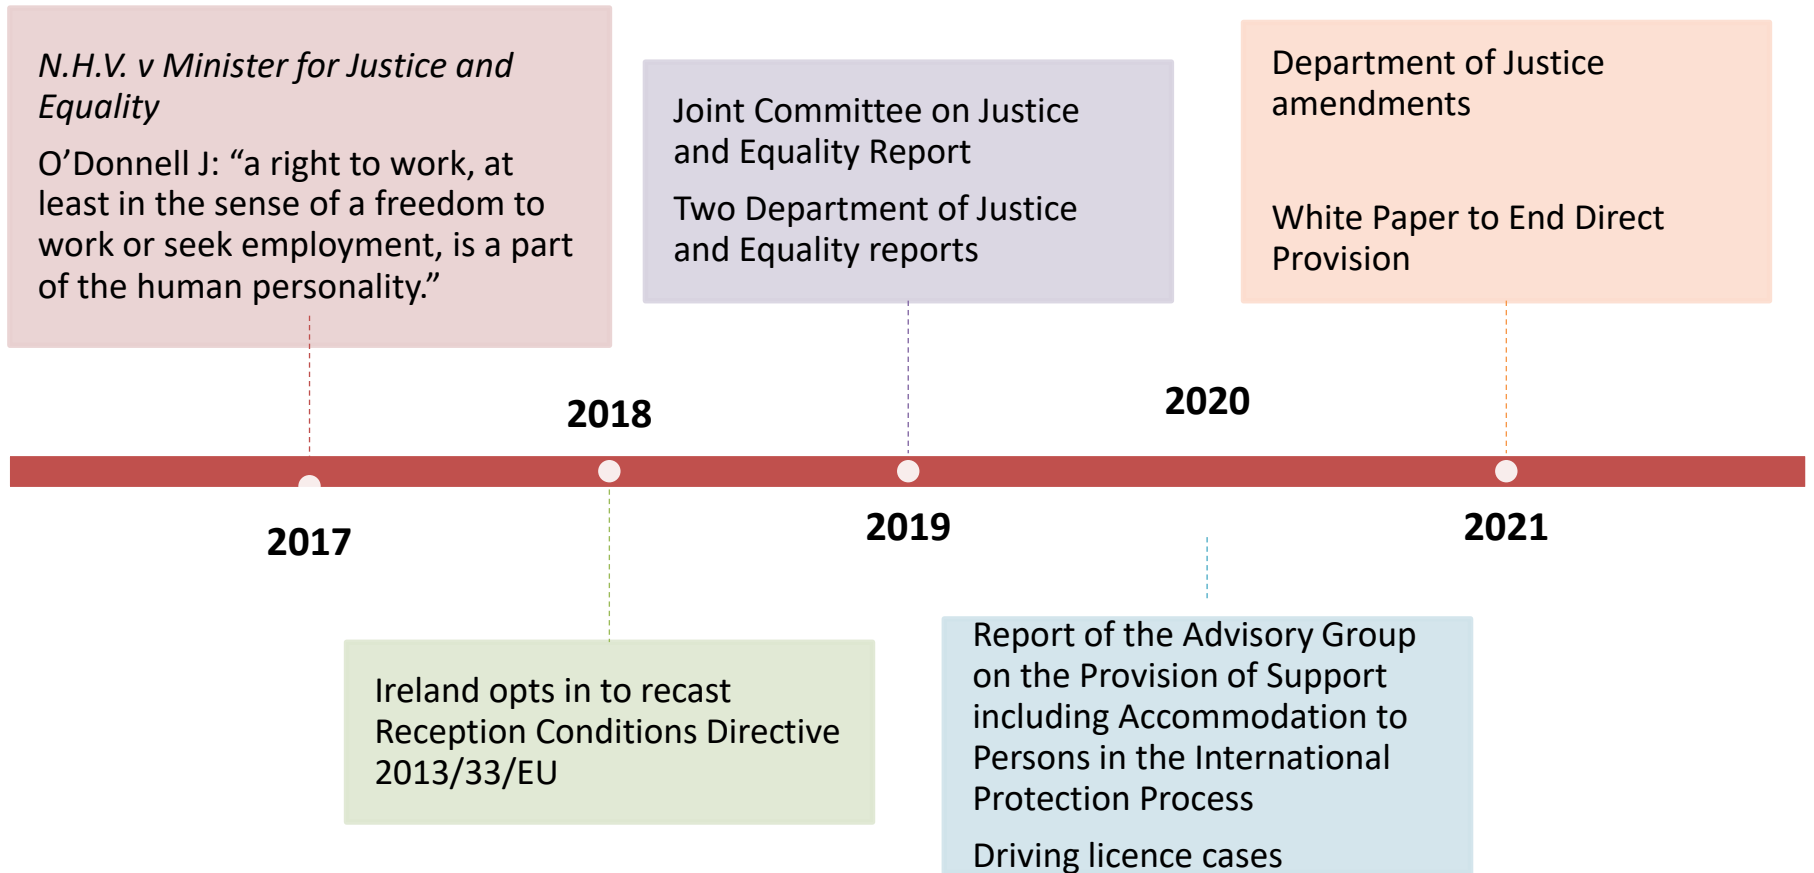 N.H.V. v Minister for Justice and
Equality
O’Donnell J: “a right to work, at
least in the sense of a freedom to
work or seek employment, is a part
of the human personality.”
Joint Committee on Justice
and Equality Report
Two Department of Justice
and Equality reports
Department of Justice
amendments
White Paper to End Direct
Provision
2018
2020
2017
2019
2021
Ireland opts in to recast
Reception Conditions Directive
2013/33/EU
Report of the Advisory Group
on the Provision of Support
including Accommodation to
Persons in the International
Protection Process
Driving licence cases